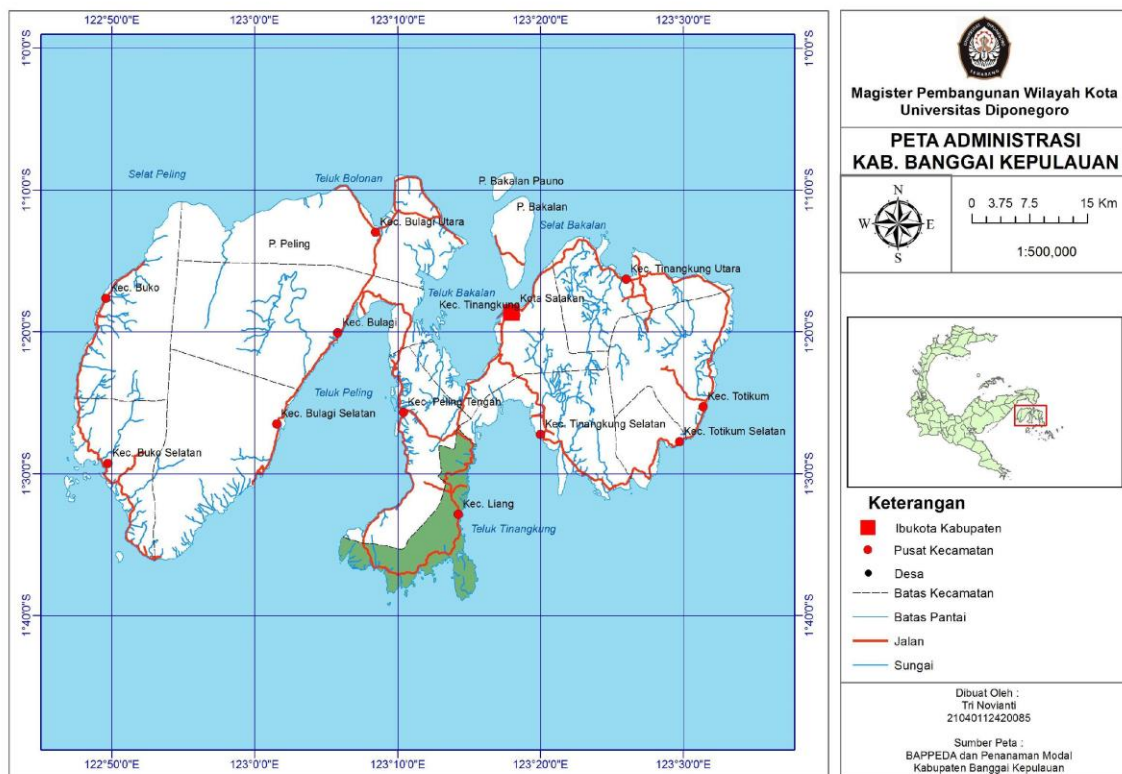 122°50'0"E 123°0'0"E 123°10'0"E 123°20'0"E 123°30'0"E
1°0'0"S 1°0'0"S
Selat Peling
Teluk Bolonan
P. Bakalan Pauno
1°10'0"S 1°10'0"S
P. Bakalan
Kec. Bulagi Utara
Selat Bakalan
P. Peling
Kec. Tinangkung Utara
Kec. Buko
Teluk Bakalan
Kec. Tinangkung
Kota Salakan
Kec. Bulagi
1°20'0"S 1°20'0"S
Teluk Peling
Kec. Totikum
Kec. Peling Tengah
Kec. Bulagi Selatan
Kec. Tinangkung Selatan
Kec. Totikum Selatan
Kec. Buko Selatan
1°30'0"S 1°30'0"S
Kec. Liang
Teluk Tinangkung
1°40'0"S 1°40'0"S
122°50'0"E 123°0'0"E 123°10'0"E 123°20'0"E 123°30'0"E
Magister Pembangunan Wilayah Kota
Universitas Diponegoro
PETA ADMINISTRASI
KAB. BANGGAI KEPULAUAN
N
W E
S
0 3.75 7.5 15 Km
1:500,000
Keterangan
Ibukota Kabupaten
Pusat Kecamatan
Desa
Batas Kecamatan
Batas Pantai
Jalan
Sungai
Dibuat Oleh :
Tri Novianti
21040112420085
Sumber Peta :
BAPPEDA dan Penanaman Modal
Kabupaten Banggai Kepulauan